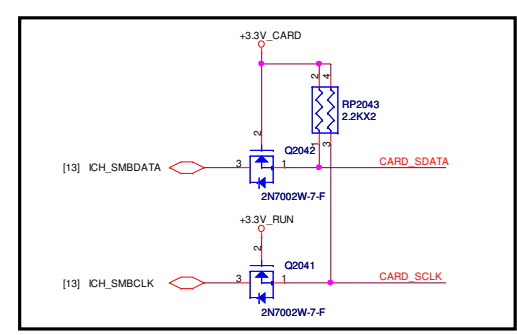 +3.3V_CARD
2
4
RP2043
2.2KX2
2
Q2042
1
3
[13] ICH_SMBDATA
3
1
CARD_SDATA
2N7002W-7-F
+3.3V_RUN
2
Q2041
[13] ICH_SMBCLK
3
1
CARD_SCLK
2N7002W-7-F